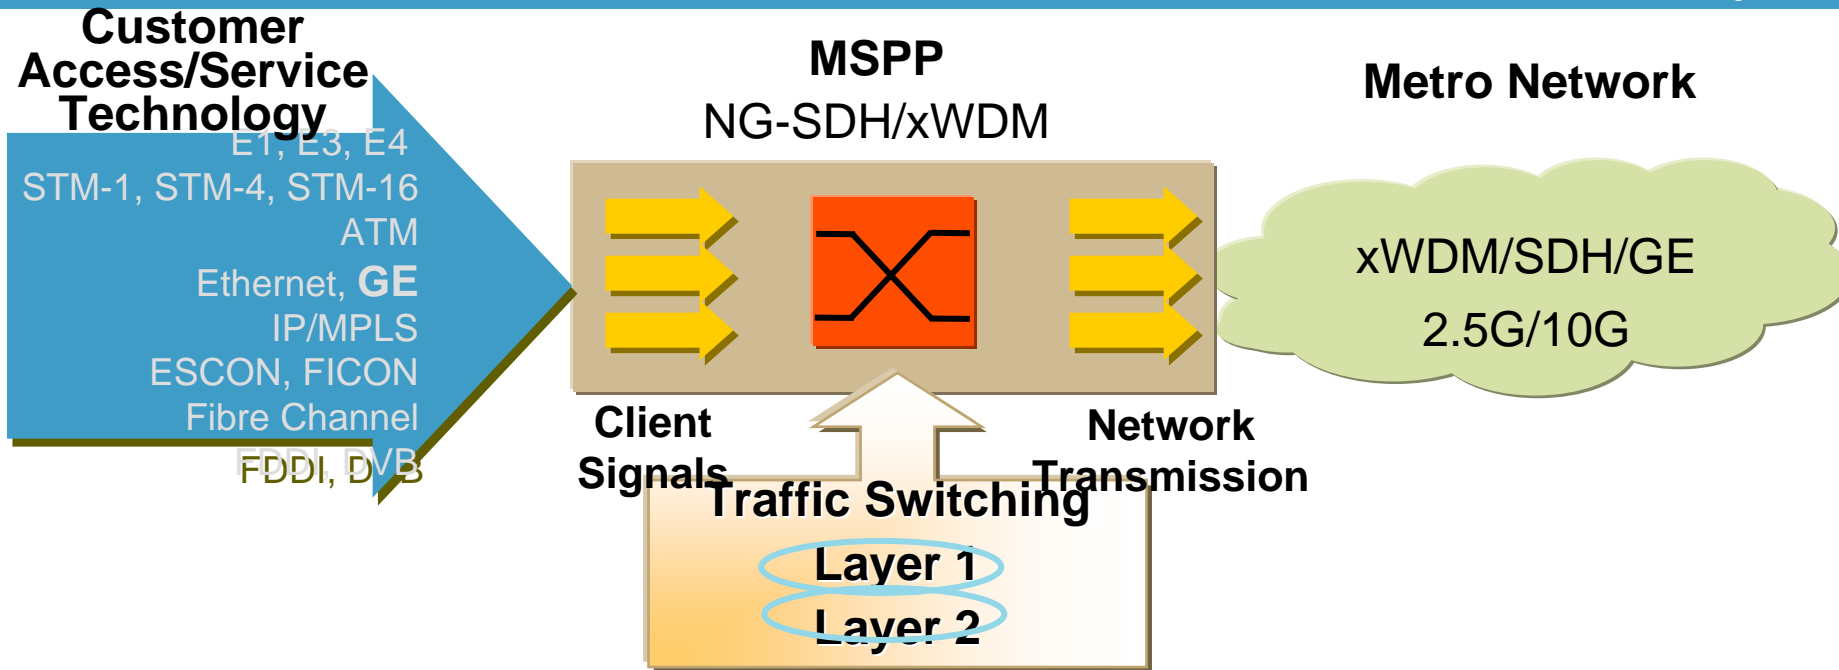 Customer
Access/Service
Technology
E1, E3, E4
STM-1, STM-4, STM-16
ATM
Ethernet, GE
IP/MPLS
ESCON, FICON
Fibre Channel
FDDI, DVB
MSPP
NG-SDH/xWDM
Client
Signals
Network
Transmission
Traffic Switching
Layer 1
Layer 2
Metro Network
xWDM/SDH/GE
2.5G/10G